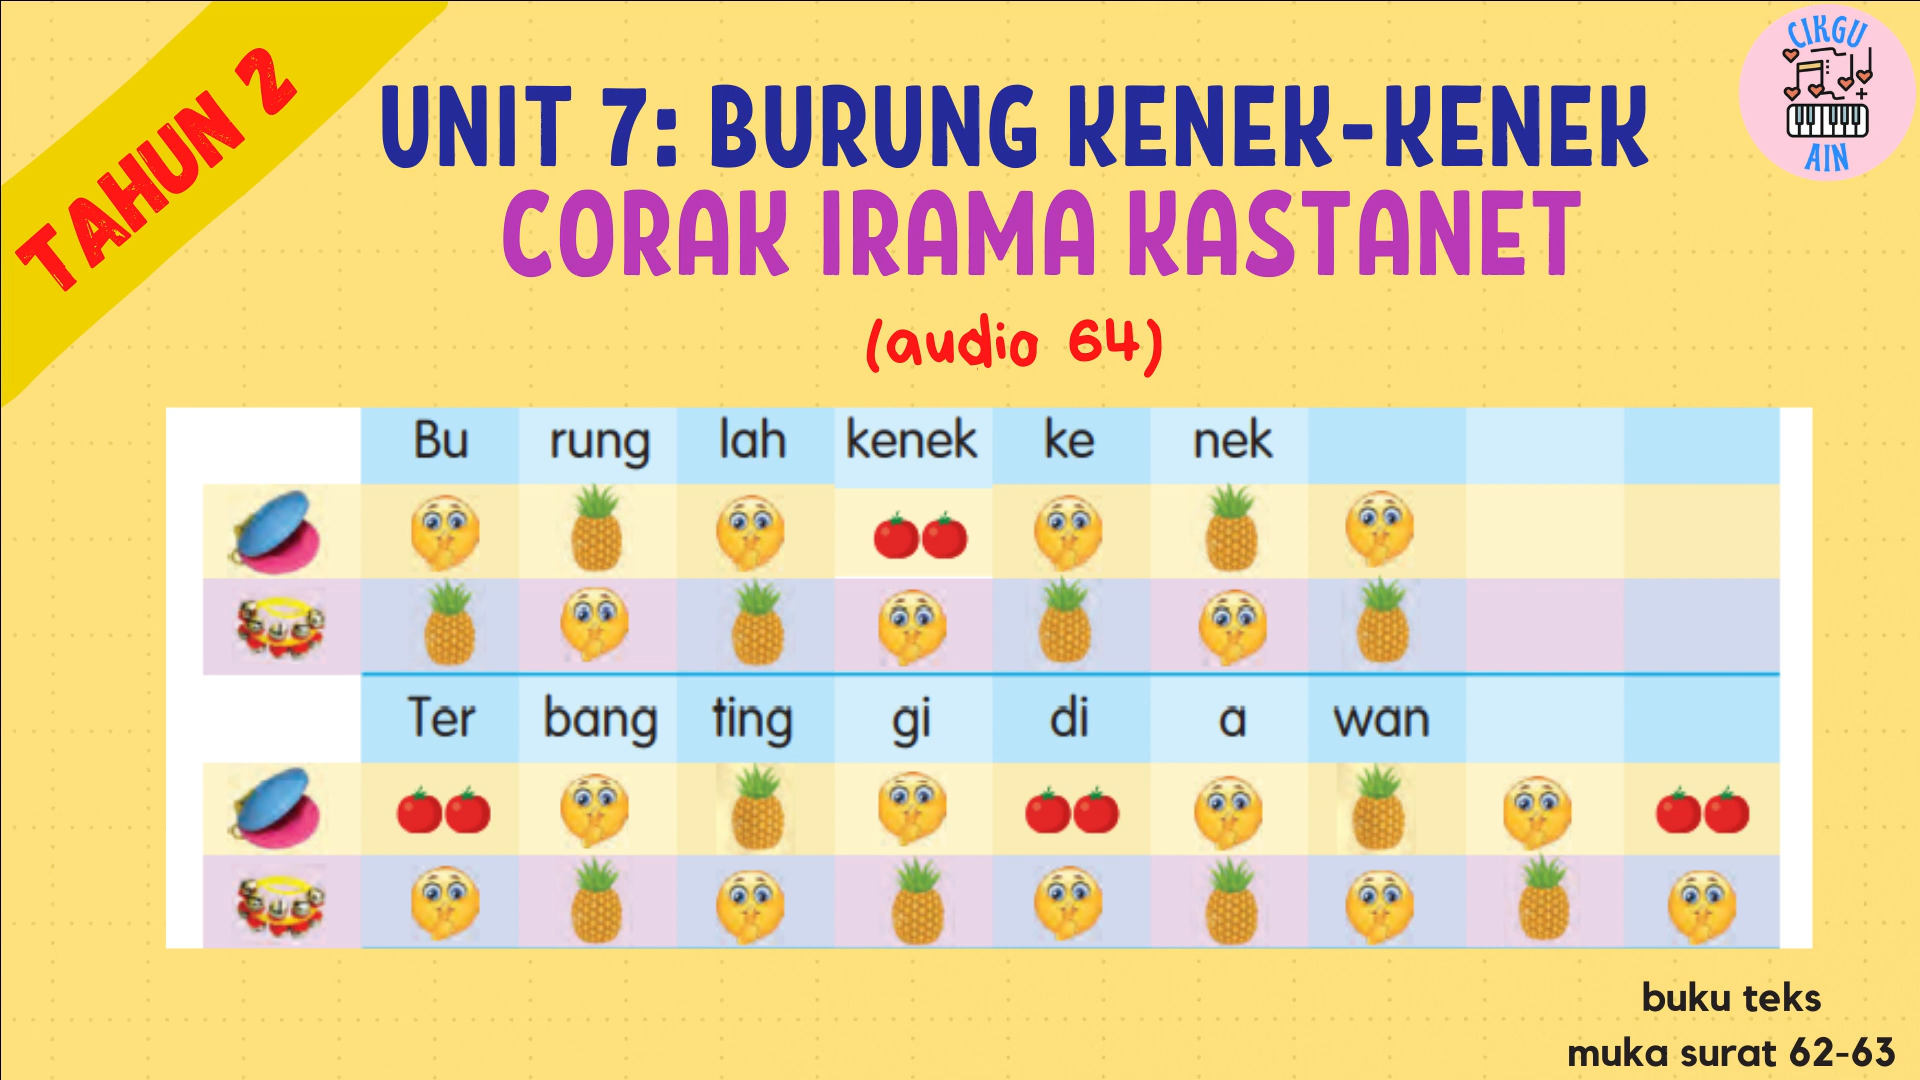 TAHUN 2
UNIT 7: BURUNG KENEK-KENEK
CORAK IRAMA KASTANET
(audio 64)
CIKGU
AIN
Bu rung lah kenek ke nek
Ter bang ting gi di a wan
buku teks
muka surat 62-63